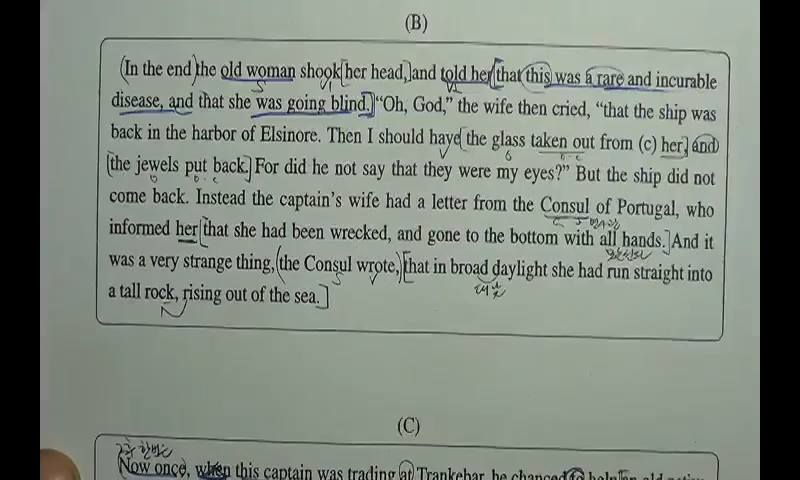 (B)
(In the end) the old woman shook [her head,] and told her [that this was a rare and incurable
disease, and that she was going blind.] "Oh, God," the wife then cried, "that the ship was
back in the harbor of Elsinore. Then I should have [the glass taken out from (c) her,] and
[the jewels put back.] For did he not say that they were my eyes?" But the ship did not
come back. Instead the captain's wife had a letter from the Consul of Portugal, who
informed her [that she had been wrecked, and gone to the bottom with all hands.] And it
was a very strange thing, (the Consul wrote,) [that in broad daylight she had run straight into
대낮
a tall rock, rising out of the sea.]
(C)
Now once, when this captain was trading at Trankebar, he chanced to help an old